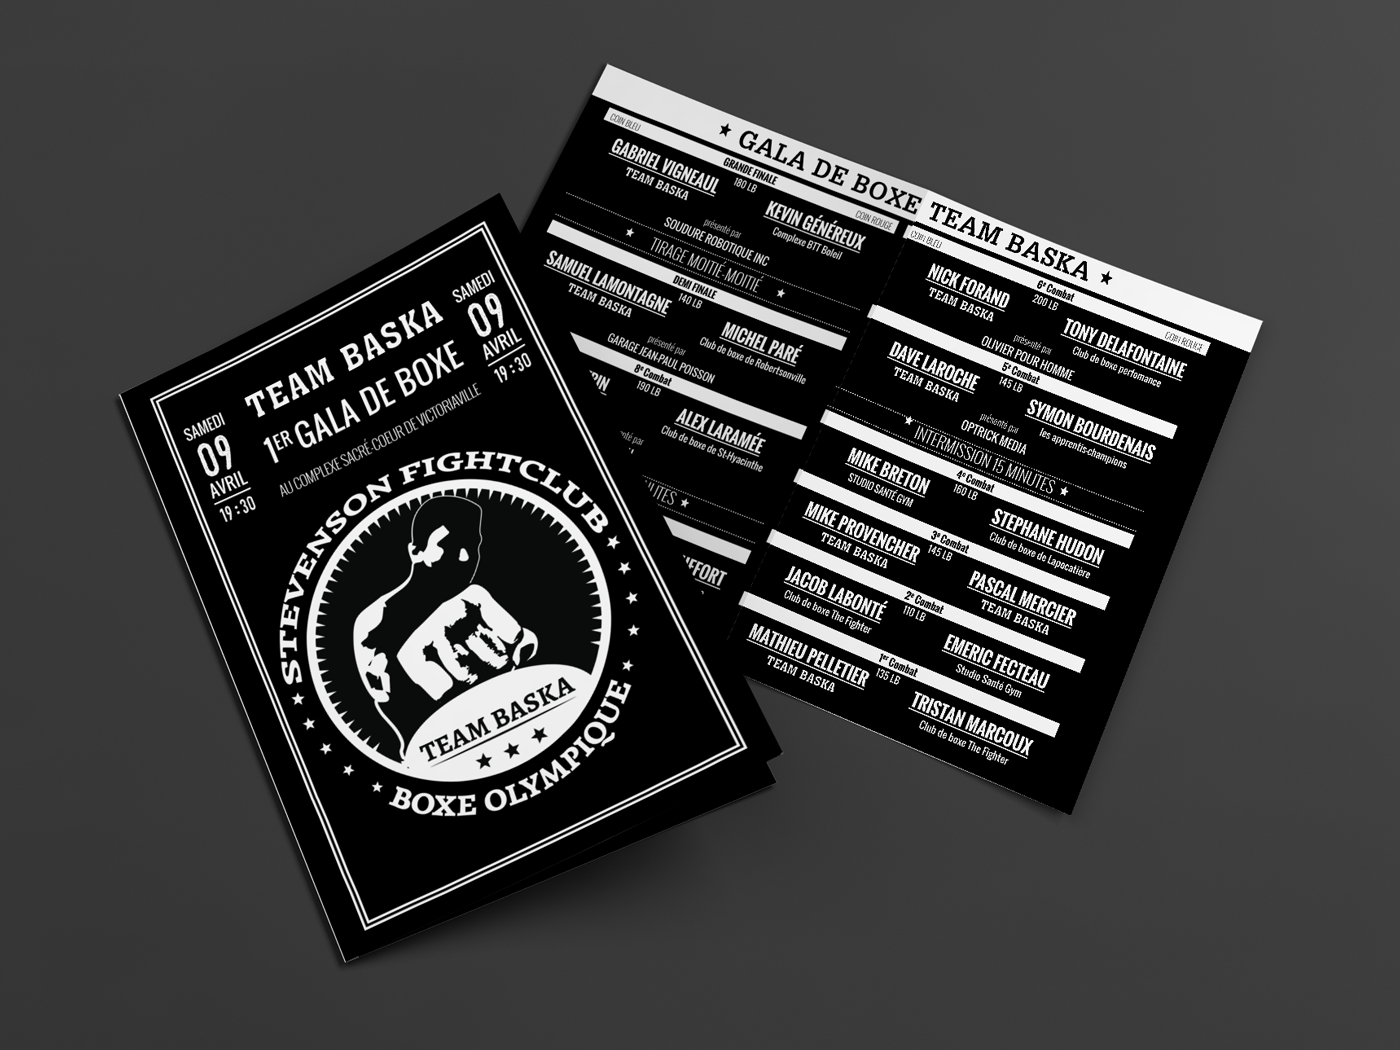 SAMEDI
09
AVRIL
19:30
TEAM BASKA
1ER GALA DE BOXE
AU COMPLEXE SACRÉ-COEUR DE VICTORIAVILLE
SAMEDI
09
AVRIL
19:30
STEVENSON FIGHTCLUB
TEAM BASKA
BOXE OLYMPIQUE
★ GALA DE BOXE TEAM BASKA ★
COIN BLEU
GRANDE FINALE
COIN ROUGE
GABRIEL VIGNEAUL
TEAM BASKA
180 LB
KEVIN GÉNÉREUX
Complexe BTT Boleil
présenté par
SOUDURE ROBOTIQUE INC
★ TIRAGE MOITIÉ MOITIÉ ★
DEMI FINALE
SAMUEL LAMONTAGNE
TEAM BASKA
140 LB
MICHEL PARÉ
Club de boxe de Robertsonville
présenté par
GARAGE JEAN-PAUL POISSON
8e Combat
190 LB
ALEX LARAMÉE
Club de boxe de St-Hyacinthe
COIN BLEU
6e Combat
COIN ROUGE
NICK FORAND
TEAM BASKA
200 LB
TONY DELAFONTAINE
Club de boxe perfomance
présenté par
OLIVIER POUR HOMME
5e Combat
DAVE LAROCHE
TEAM BASKA
145 LB
SYMON BOURDENAIS
les apprentis-champions
présenté par
OPTRICK MEDIA
★ INTERMISSION 15 MINUTES ★
4e Combat
MIKE BRETON
STUDIO SANTÉ GYM
160 LB
STEPHANE HUDON
Club de boxe de Lapocatière
3e Combat
MIKE PROVENCHER
TEAM BASKA
145 LB
PASCAL MERCIER
TEAM BASKA
2e Combat
JACOB LABONTÉ
Club de boxe The Fighter
110 LB
EMERIC FECTEAU
Studio Santé Gym
1er Combat
MATHIEU PELLETIER
TEAM BASKA
135 LB
TRISTAN MARCOUX
Club de boxe The Fighter